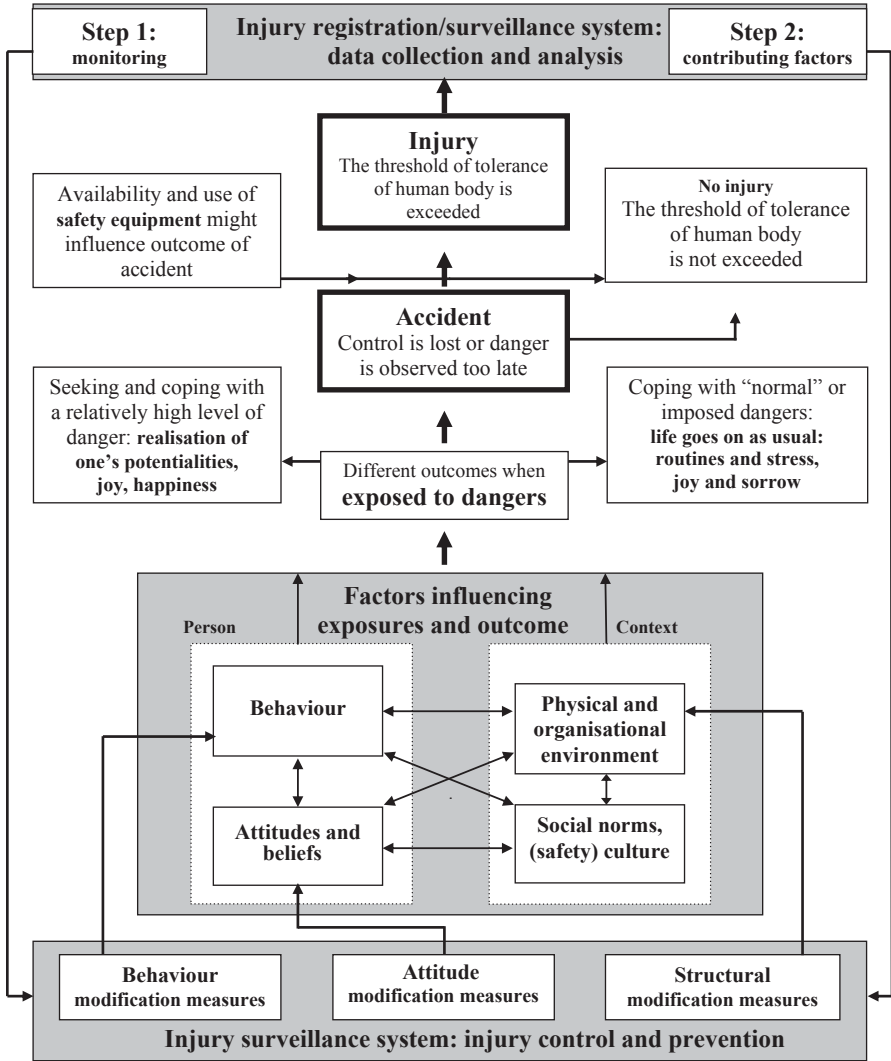 Step 1:
monitoring
Injury registration/surveillance system:
data collection and analysis
Step 2:
contributing factors
Injury
The threshold of tolerance
of human body is
exceeded
Availability and use of
safety equipment might
influence outcome of
accident
No injury
The threshold of tolerance
of human body
is not exceeded
Accident
Control is lost or danger
is observed too late
Seeking and coping with
a relatively high level of
danger: realisation of
one's potentialities,
joy, happiness
Different outcomes when
exposed to dangers
Coping with “normal” or
imposed dangers:
life goes on as usual:
routines and stress,
joy and sorrow
Factors influencing
exposures and outcome
Person
Context
Behaviour
Physical and
organisational
environment
Attitudes and
beliefs
Social norms,
(safety) culture
Behaviour
modification measures
Attitude
modification measures
Structural
modification measures
Injury surveillance system: injury control and prevention